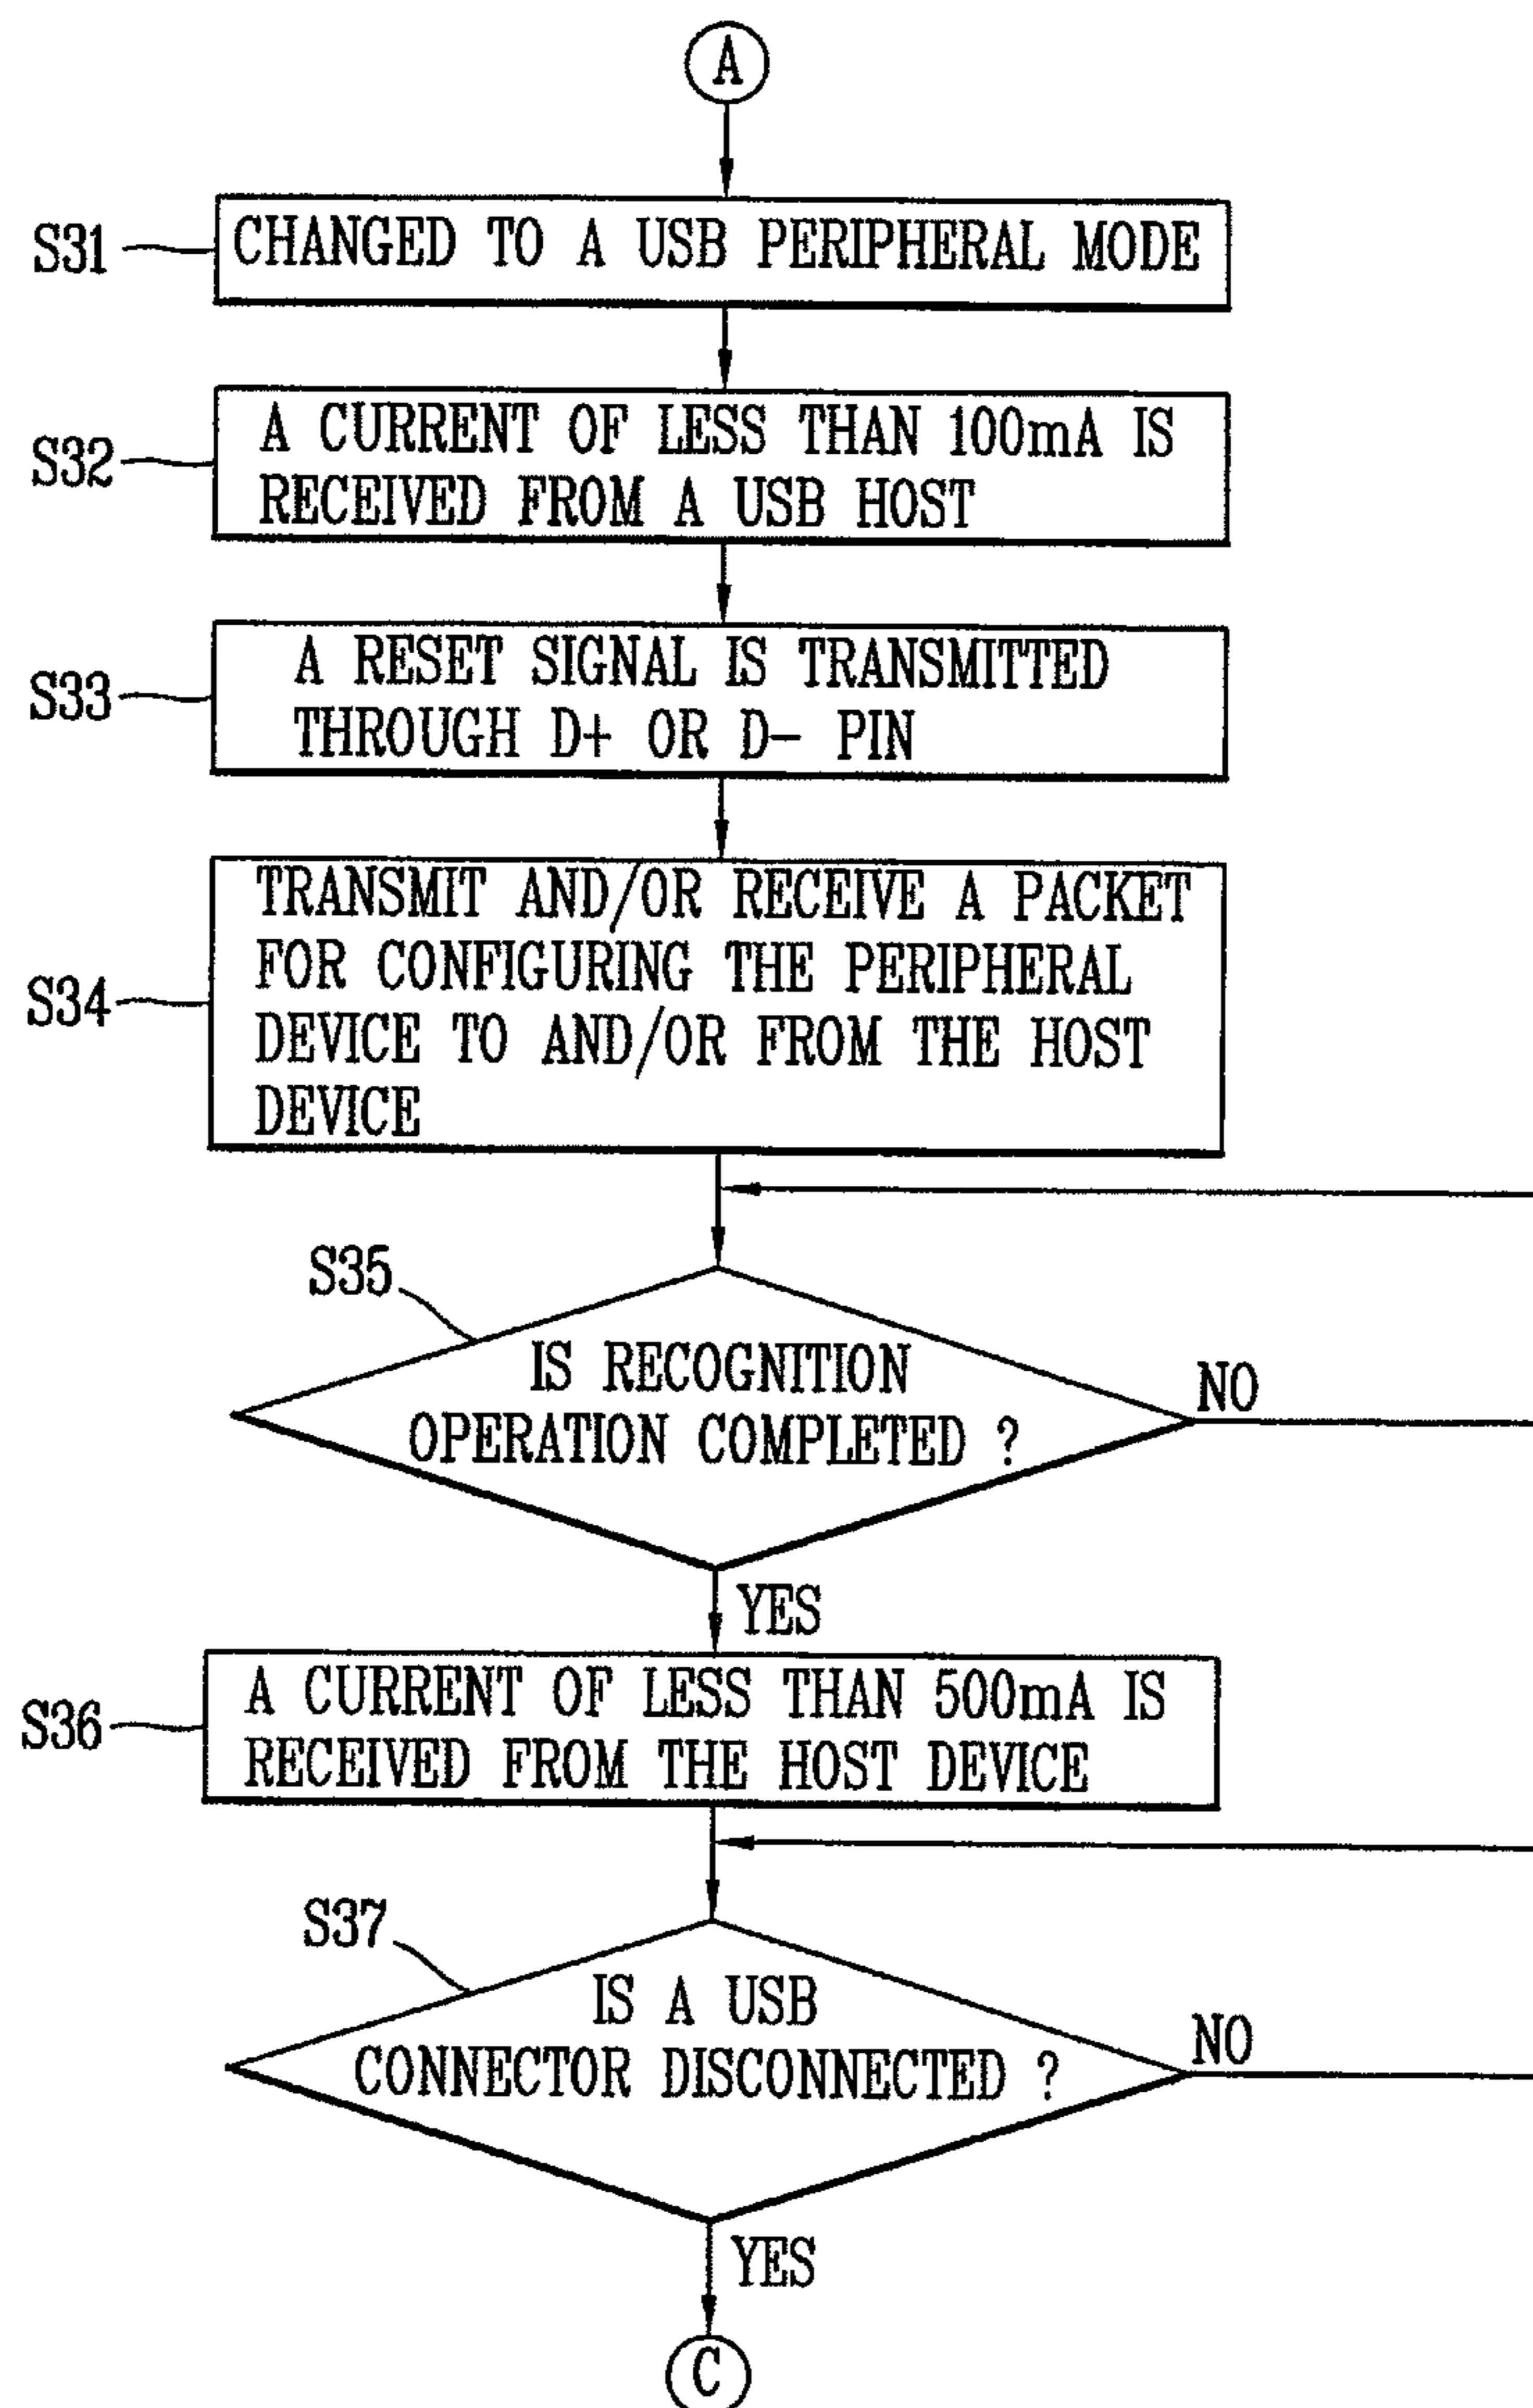 A
S31
CHANGED TO A USB PERIPHERAL MODE
S32
A CURRENT OF LESS THAN 100mA IS
RECEIVED FROM A USB HOST
S33
A RESET SIGNAL IS TRANSMITTED
THROUGH D+ OR D- PIN
S34
TRANSMIT AND/OR RECEIVE A PACKET
FOR CONFIGURING THE PERIPHERAL
DEVICE TO AND/OR FROM THE HOST
DEVICE
S35
IS RECOGNITION
OPERATION COMPLETED ?
NO
YES
S36
A CURRENT OF LESS THAN 500mA IS
RECEIVED FROM THE HOST DEVICE
S37
IS A USB
CONNECTOR DISCONNECTED ?
NO
YES
C